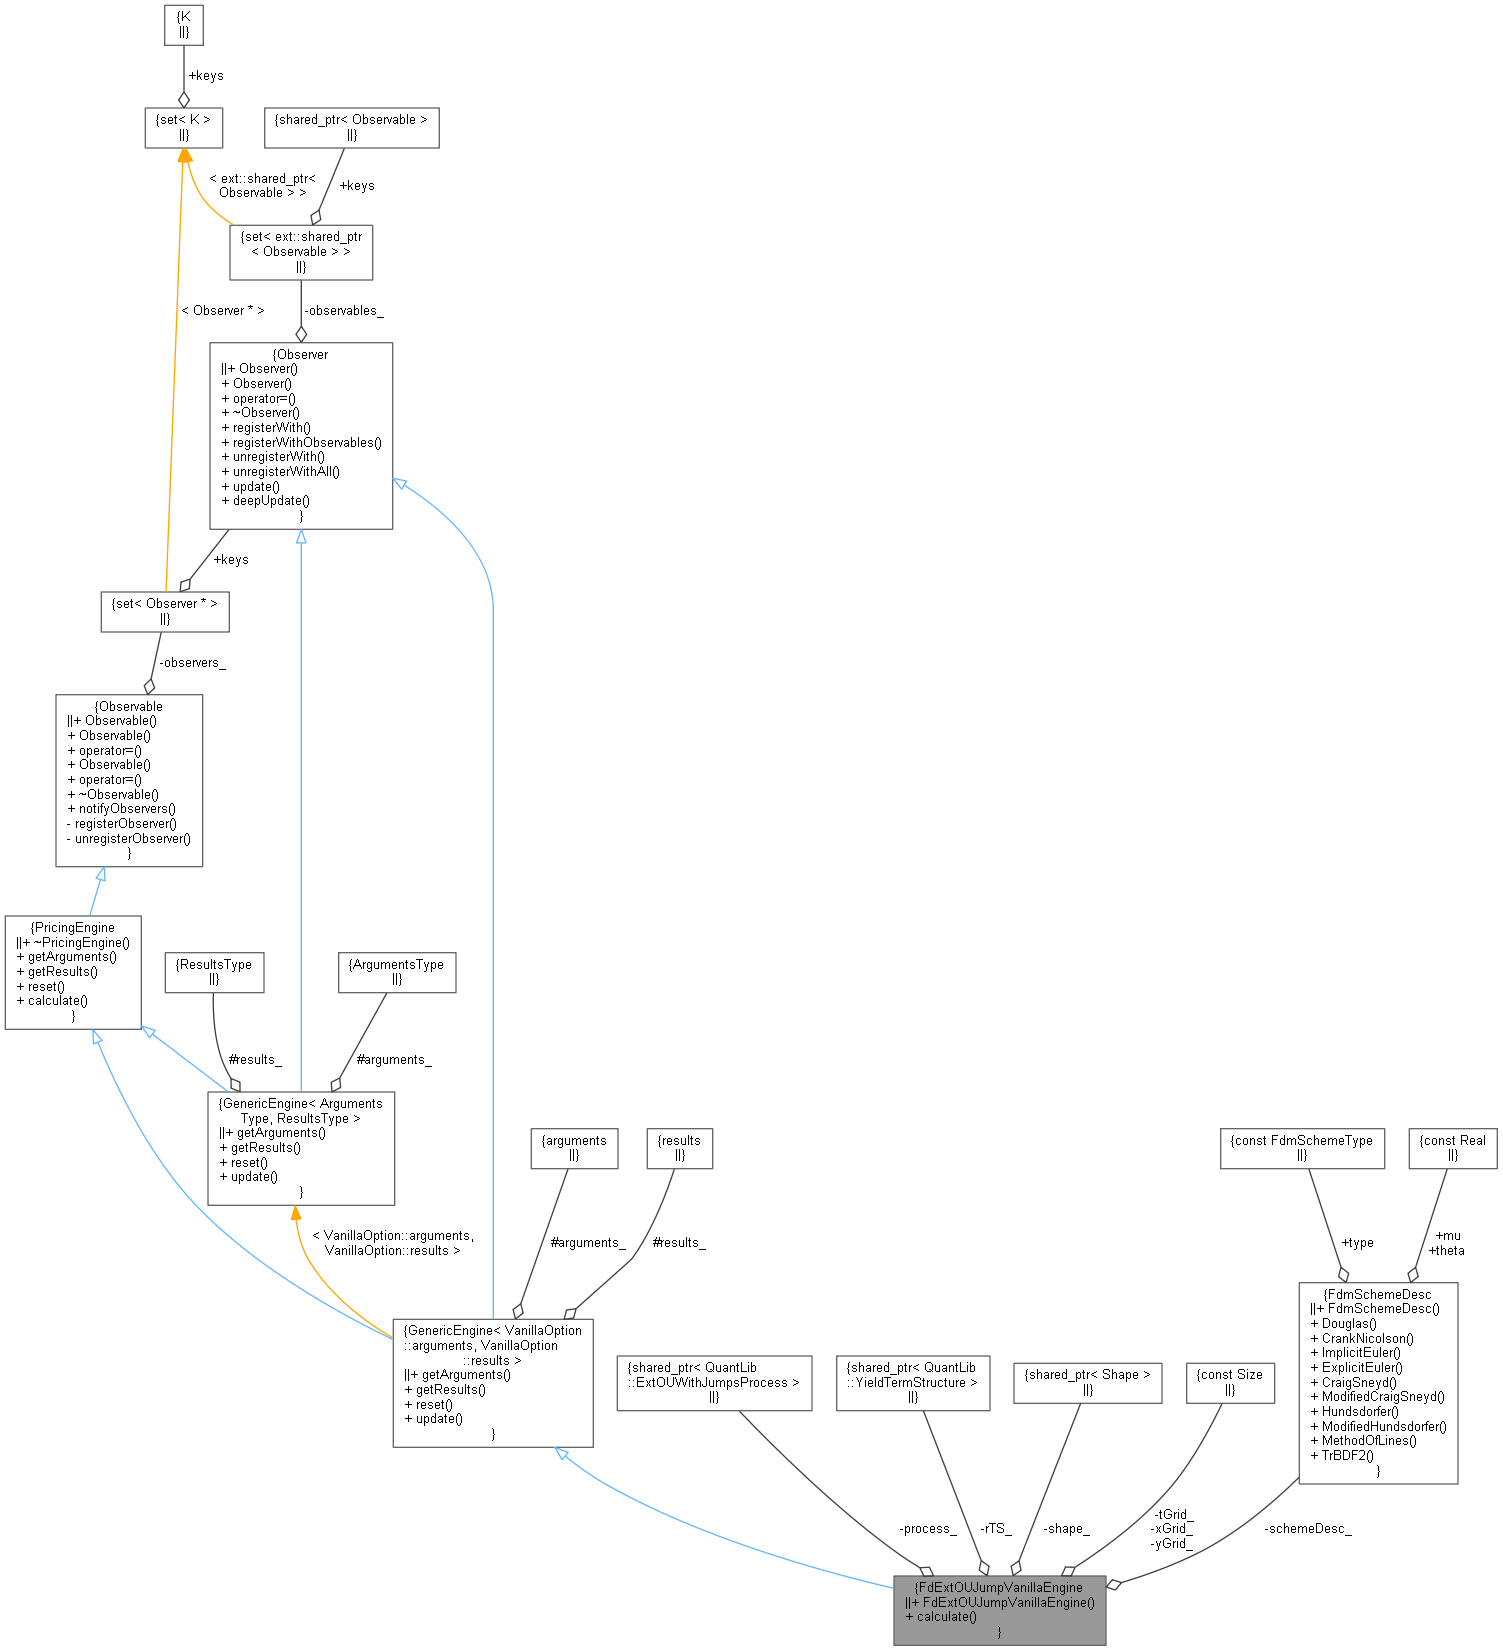 {K
||}
+keys
{set< K >
||}
{shared_ptr< Observable >
||}
< ext::shared_ptr<
Observable > >
+keys
{set< ext::shared_ptr
< Observable > >
||}
< Observer * >
-observables_
{Observer
||+ Observer()
+ Observer()
+ operator=()
+ ~Observer()
+ registerWith()
+ registerWithObservables()
+ unregisterWith()
+ unregisterWithAll()
+ update()
+ deepUpdate()
}
+keys
{set< Observer * >
||}
-observers_
{Observable
||+ Observable()
+ Observable()
+ operator=()
+ Observable()
+ operator=()
+ ~Observable()
+ notifyObservers()
- registerObserver()
- unregisterObserver()
}
{PricingEngine
||+ ~PricingEngine()
+ getArguments()
+ getResults()
+ reset()
+ calculate()
}
{ResultsType
||}
{ArgumentsType
||}
#results_
#arguments_
{GenericEngine< Arguments
Type, ResultsType >
||+ getArguments()
+ getResults()
+ reset()
+ update()
}
{arguments
||}
{results
||}
{const FdmSchemeType
||}
{const Real
||}
< VanillaOption::arguments,
VanillaOption::results >
#arguments_
#results_
+type
+mu
+theta
{GenericEngine< VanillaOption
::arguments, VanillaOption
::results >
||+ getArguments()
+ getResults()
+ reset()
+ update()
}
{shared_ptr< QuantLib
::ExtOUWithJumpsProcess >
||}
{shared_ptr< QuantLib
::YieldTermStructure >
||}
{shared_ptr< Shape >
||}
{const Size
||}
{FdmSchemeDesc
||+ FdmSchemeDesc()
+ Douglas()
+ CrankNicolson()
+ ImplicitEuler()
+ ExplicitEuler()
+ CraigSneyd()
+ ModifiedCraigSneyd()
+ Hundsdorfer()
+ ModifiedHundsdorfer()
+ MethodOfLines()
+ TrBDF2()
}
-process_
-rTS_
-shape_
-tGrid_
-xGrid_
-yGrid_
-schemeDesc_
{FdExtOUJumpVanillaEngine
||+ FdExtOUJumpVanillaEngine()
+ calculate()
}